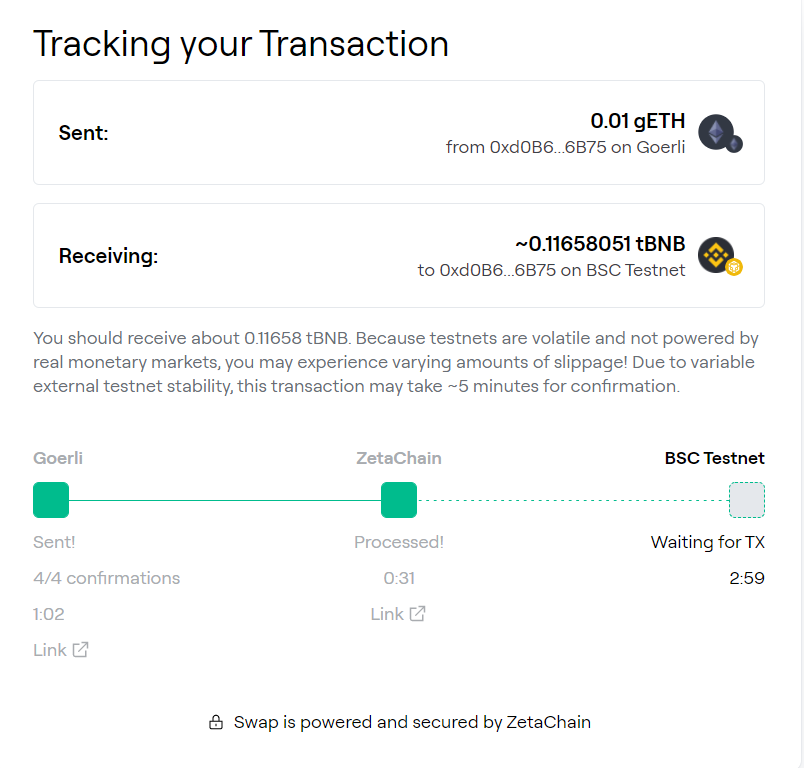 Tracking your Transaction
Sent:
0.01 gETH
from 0xd0B6...6B75 on Goerli
Receiving:
~0.11658051 tBNB
to 0xd0B6...6B75 on BSC Testnet
You should receive about 0.11658 tBNB. Because testnets are volatile and not powered by
real monetary markets, you may experience varying amounts of slippage! Due to variable
external testnet stability, this transaction may take ~5 minutes for confirmation.
Goerli
Sent!
4/4 confirmations
1:02
Link
ZetaChain
Processed!
0:31
Link
BSC Testnet
Waiting for TX
2:59
Swap is powered and secured by ZetaChain